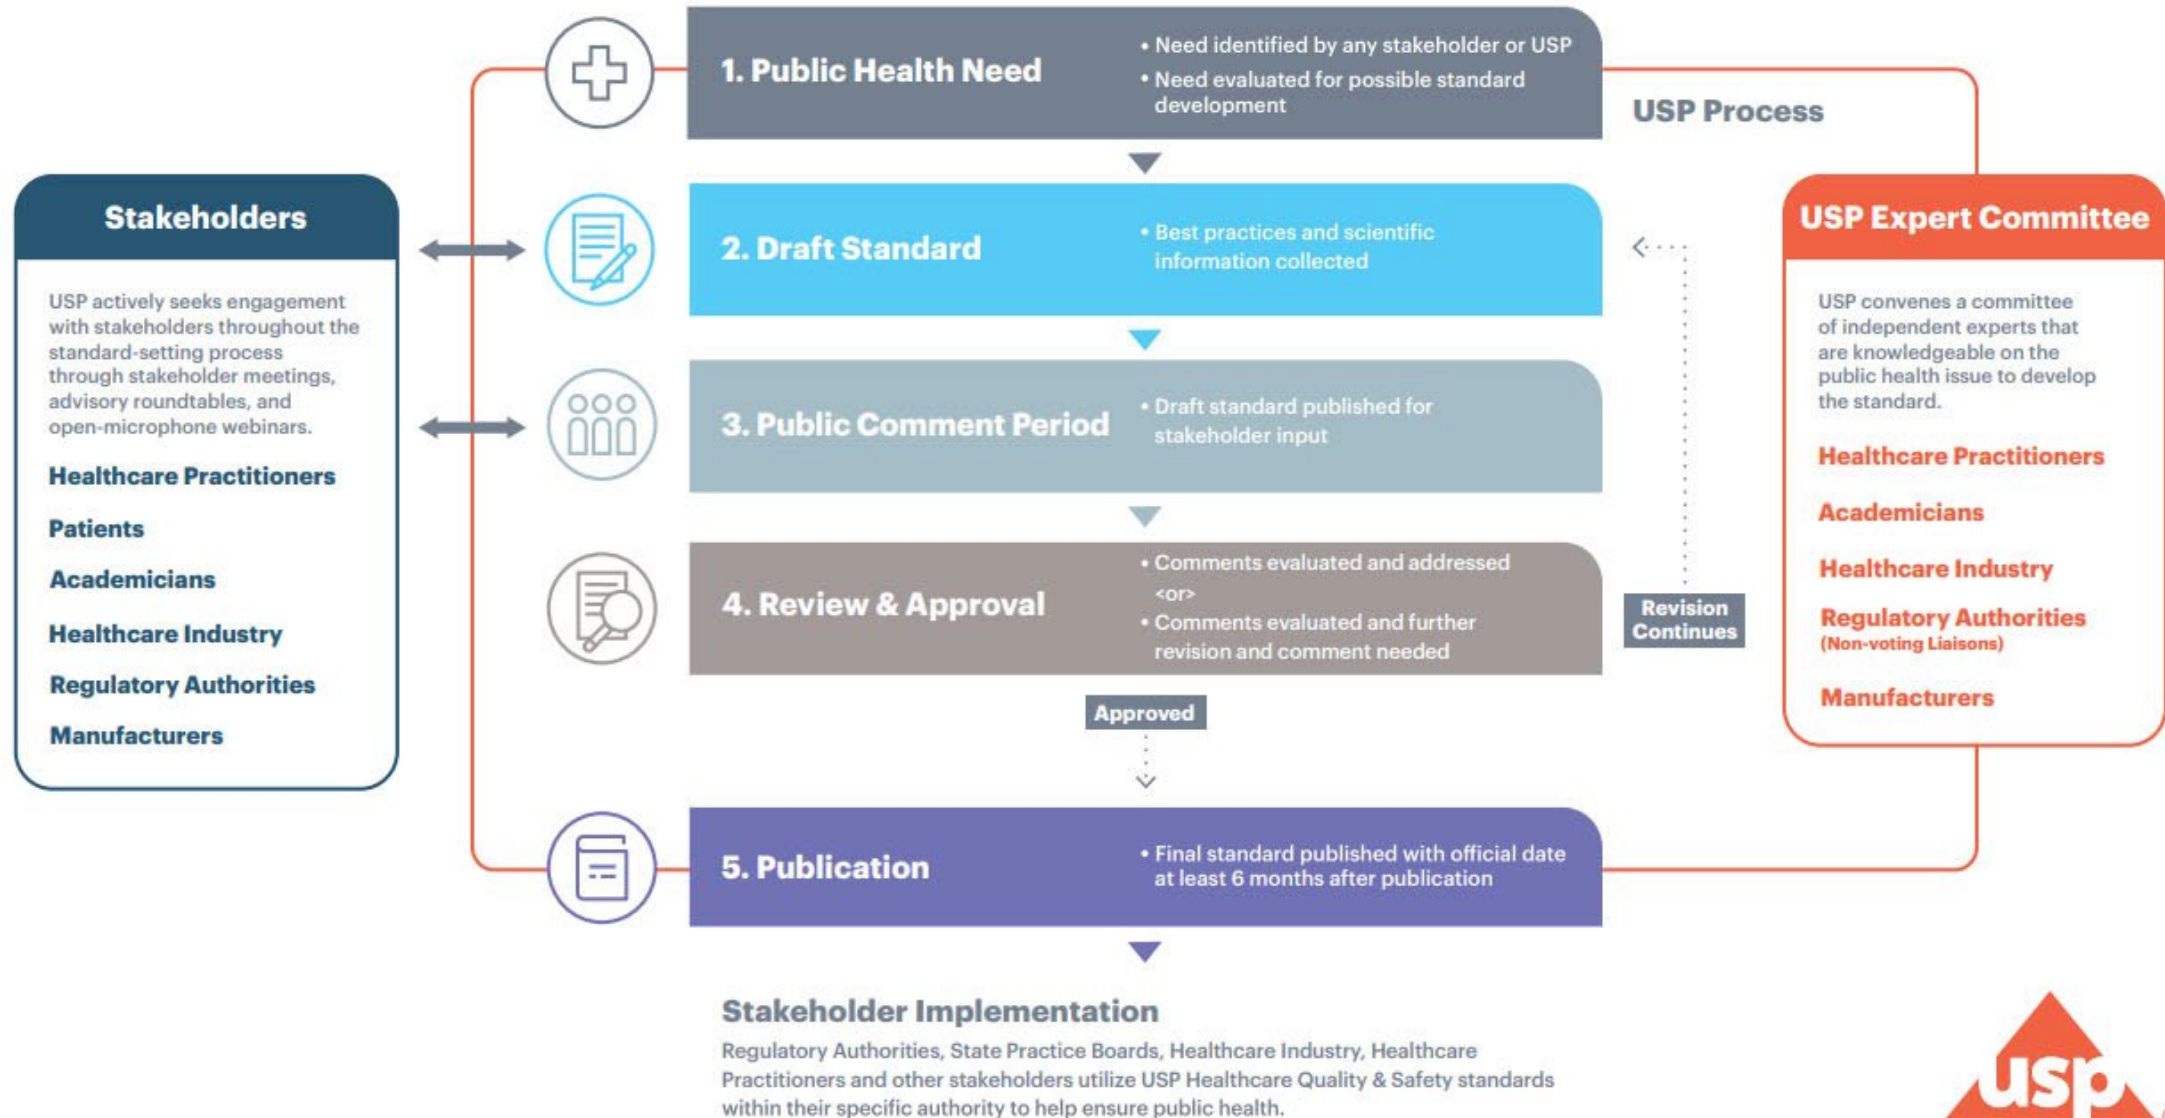 1. Public Health Need
• Need identified by any stakeholder or USP
• Need evaluated for possible standard
development
USP Process
Stakeholders
USP actively seeks engagement
with stakeholders throughout the
standard-setting process
through stakeholder meetings,
advisory roundtables, and
open-microphone webinars.
Healthcare Practitioners
Patients
Academicians
Healthcare Industry
Regulatory Authorities
Manufacturers
2. Draft Standard
• Best practices and scientific
information collected
3. Public Comment Period
• Draft standard published for
stakeholder input
4. Review & Approval
• Comments evaluated and addressed
<or>
• Comments evaluated and further
revision and comment needed
Revision
Continues
Approved
5. Publication
• Final standard published with official date
at least 6 months after publication
USP Expert Committee
USP convenes a committee
of independent experts that
are knowledgeable on the
public health issue to develop
the standard.
Healthcare Practitioners
Academicians
Healthcare Industry
Regulatory Authorities
(Non-voting Liaisons)
Manufacturers
Stakeholder Implementation
Regulatory Authorities, State Practice Boards, Healthcare Industry, Healthcare
Practitioners and other stakeholders utilize USP Healthcare Quality & Safety standards
within their specific authority to help ensure public health.
usp